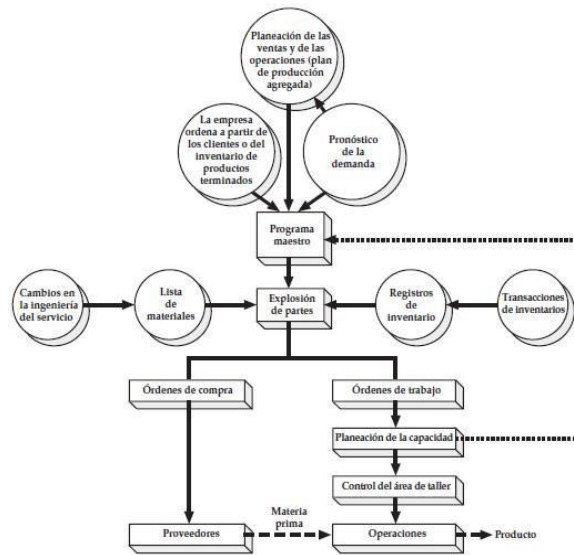 Planeación de las
ventas y de las
operaciones (plan
de producción
agregada)
La empresa
ordena a partir de
los clientes o del
inventario de
productos
terminados
Pronóstico
de la
demanda
Programa
maestro
Cambios en
la ingeniería
del servicio
Lista
de
materiales
Explosión
de partes
Registros
de
inventario
Transacciones
de inventarios
Órdenes de compra
Órdenes de trabajo
Planeación de la capacidad
Control del área de taller
Materia
prima
Proveedores
Operaciones
Producto